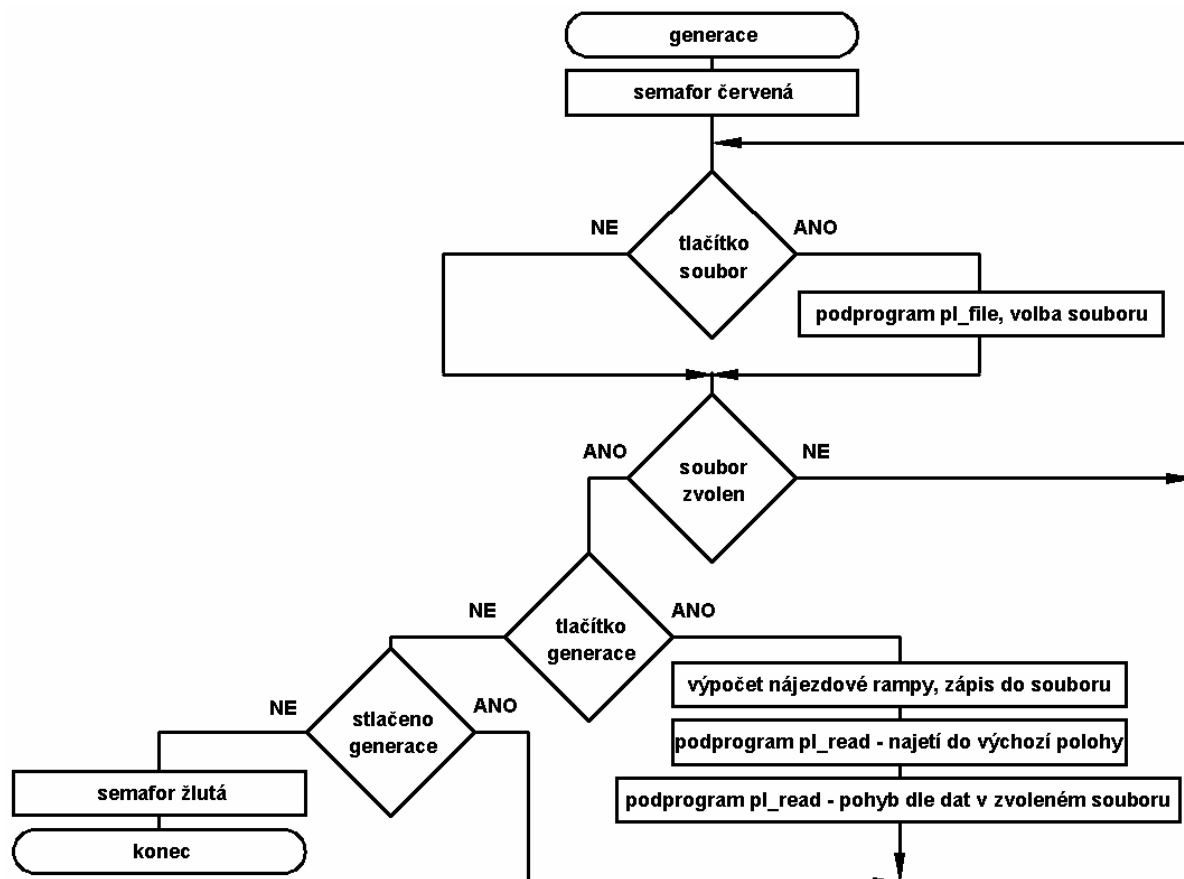 generace
semafor červená
NE
ANO
tlačítko
soubor
podprogram pl_file, volba souboru
ANO
NE
soubor
zvolen
NE
ANO
tlačítko
generace
výpočet nájezdové rampy, zápis do souboru
NE
ANO
stlačeno
generace
podprogram pl_read - najetí do výchozí polohy
semafor žlutá
podprogram pl_read - pohyb dle dat v zvoleném souboru
konec